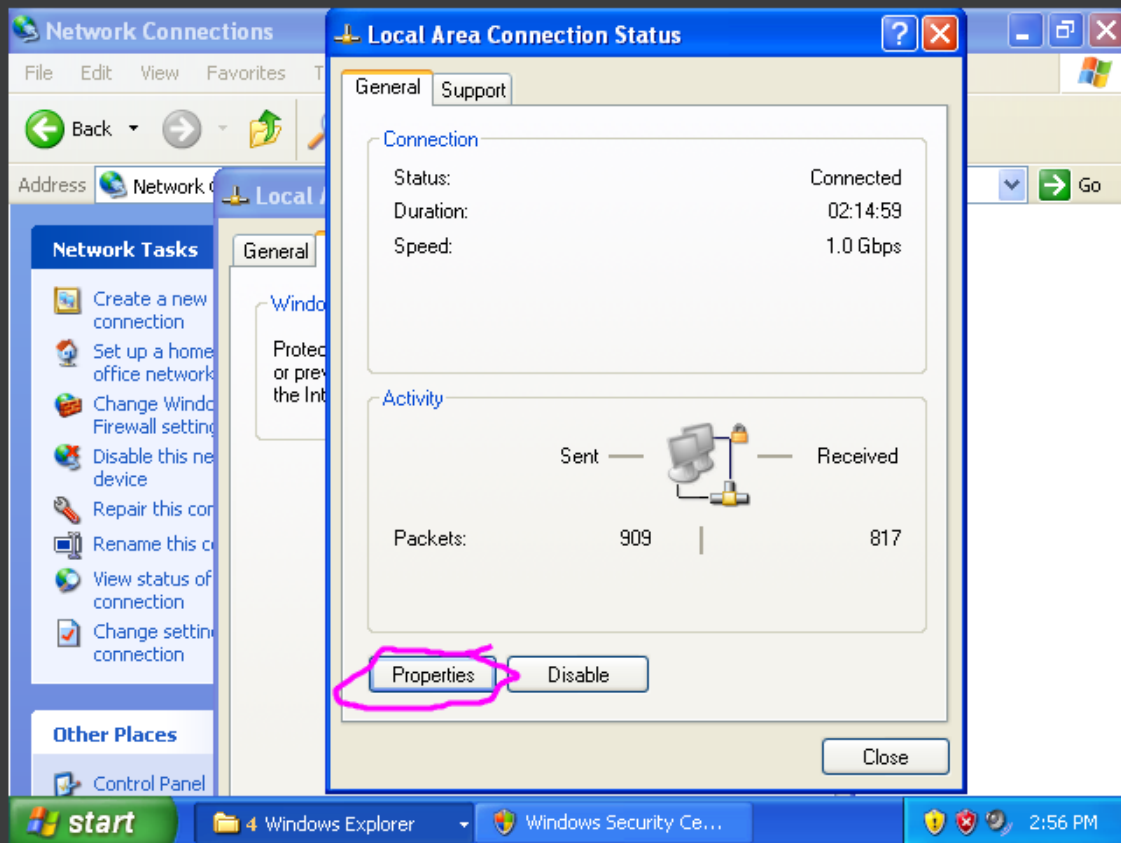 Network Connections
File Edit View Favorites T
Back
Address Network
Network Tasks
Create a new
connection
Set up a home
office network
Change Windo
Firewall setting
Disable this ne
device
Repair this con
Rename this c
View status of
connection
Change settin
connection
Other Places
Control Panel
Local
General
Windo
Protec
or prev
the Int
Local Area Connection Status
General Support
Connection
Status: Connected
Duration: 02:14:59
Speed: 1.0 Gbps
Activity
Sent Received
Packets: 909 817
Properties Disable
Close
Go
start 4 Windows Explorer Windows Security Ce... 2:56 PM